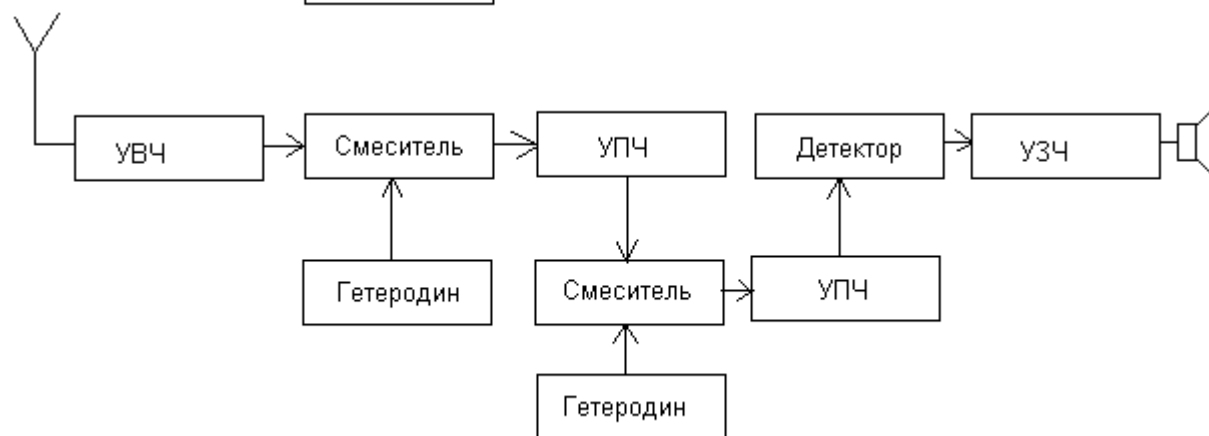 УВЧ
Смеситель
УПЧ
Детектор
УЗЧ
Гетеродин
Смеситель
УПЧ
Гетеродин